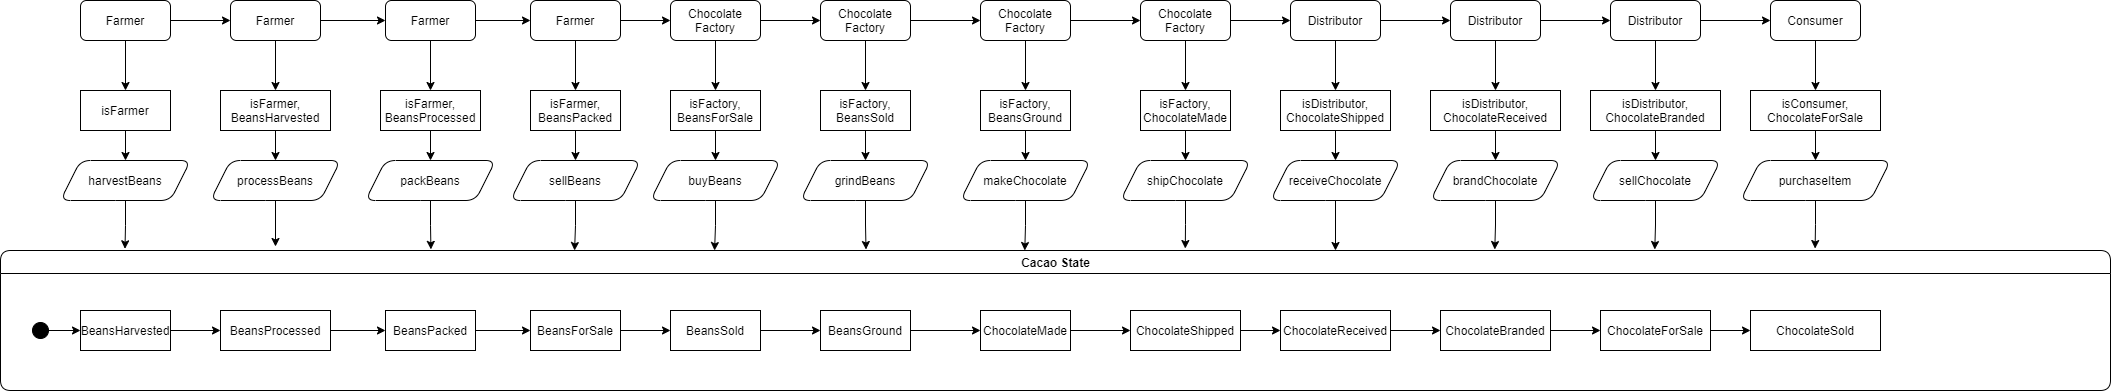 Farmer
Farmer
Farmer
Farmer
Chocolate
Factory
Chocolate
Factory
Chocolate
Factory
Chocolate
Factory
Distributor
Distributor
Distributor
Consumer
isFarmer
isFarmer,
BeansHarvested
isFarmer,
BeansProcessed
isFarmer,
BeansPacked
isFactory,
BeansForSale
isFactory,
BeansSold
isFactory,
BeansGround
isFactory,
ChocolateMade
isDistributor,
ChocolateShipped
isDistributor,
ChocolateReceived
isDistributor,
ChocolateBranded
isConsumer,
ChocolateForSale
harvestBeans
processBeans
packBeans
sellBeans
buyBeans
grindBeans
makeChocolate
shipChocolate
receiveChocolate
brandChocolate
sellChocolate
purchaseItem
Cacao State
BeansHarvested
BeansProcessed
BeansPacked
BeansForSale
BeansSold
BeansGround
ChocolateMade
ChocolateShipped
ChocolateReceived
ChocolateBranded
ChocolateForSale
ChocolateSold